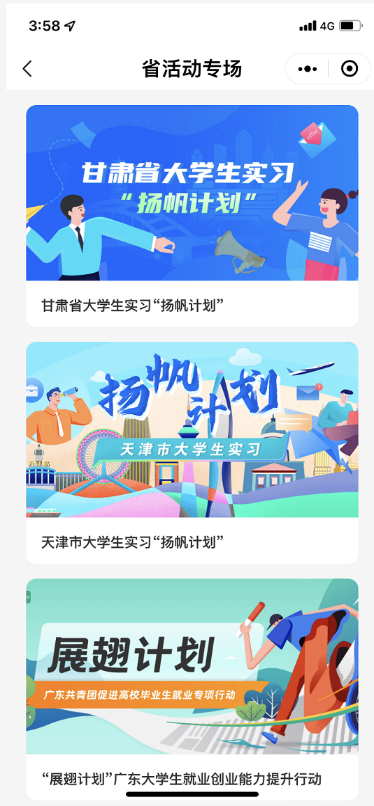 3:58
4G
省活动专场
甘肃省大学生实习
“扬帆计划”
甘肃省大学生实习“扬帆计划”
扬帆计划
天津市大学生实习
天津市大学生实习“扬帆计划”
展翅计划
广东共青团促进高校毕业生就业专项行动
“展翅计划”广东大学生就业创业能力提升行动